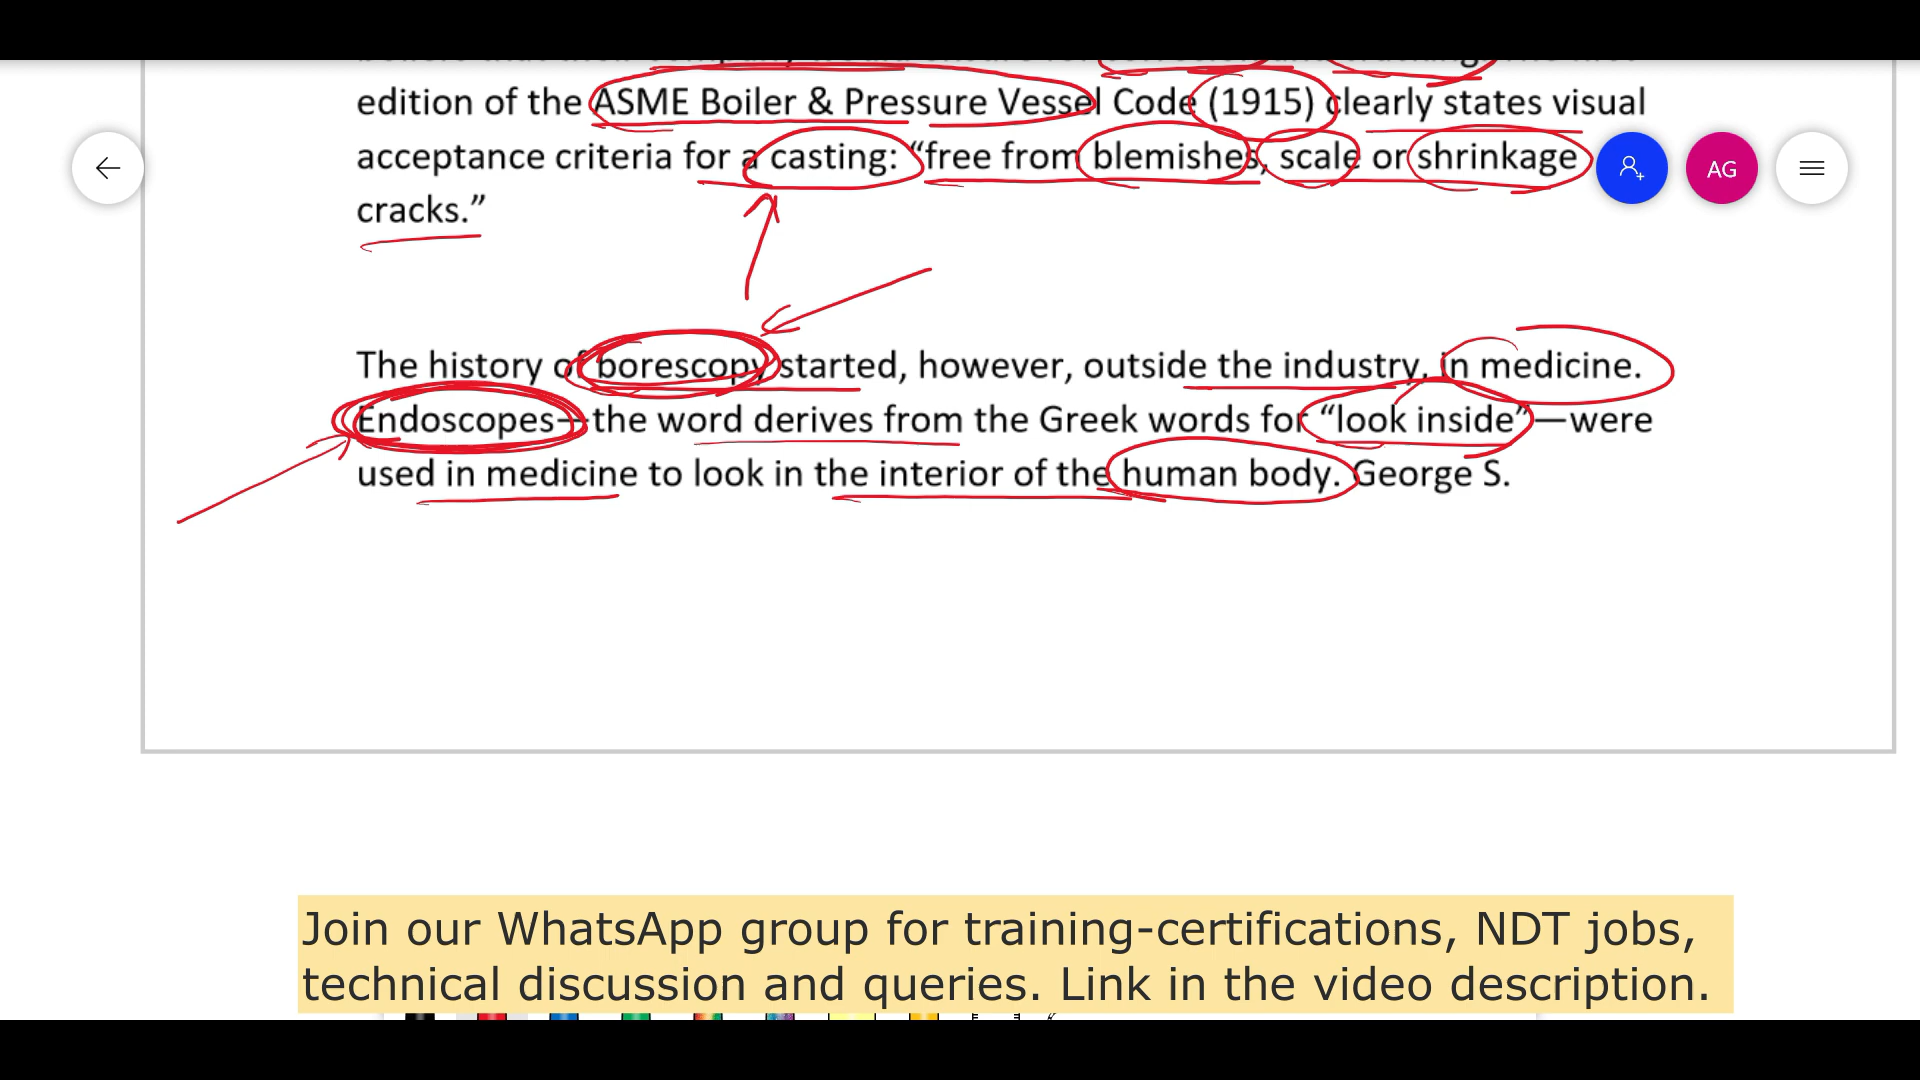 edition of the ASME Boiler & Pressure Vessel Code (1915) clearly states visual
acceptance criteria for a casting: “free from blemishes, scale or shrinkage
AG
cracks.”
The history of borescopy started, however, outside the industry, in medicine.
Endoscopes—the word derives from the Greek words for “look inside”—were
used in medicine to look in the interior of the human body. George S.
Join our WhatsApp group for training-certifications, NDT jobs,
technical discussion and queries. Link in the video description.